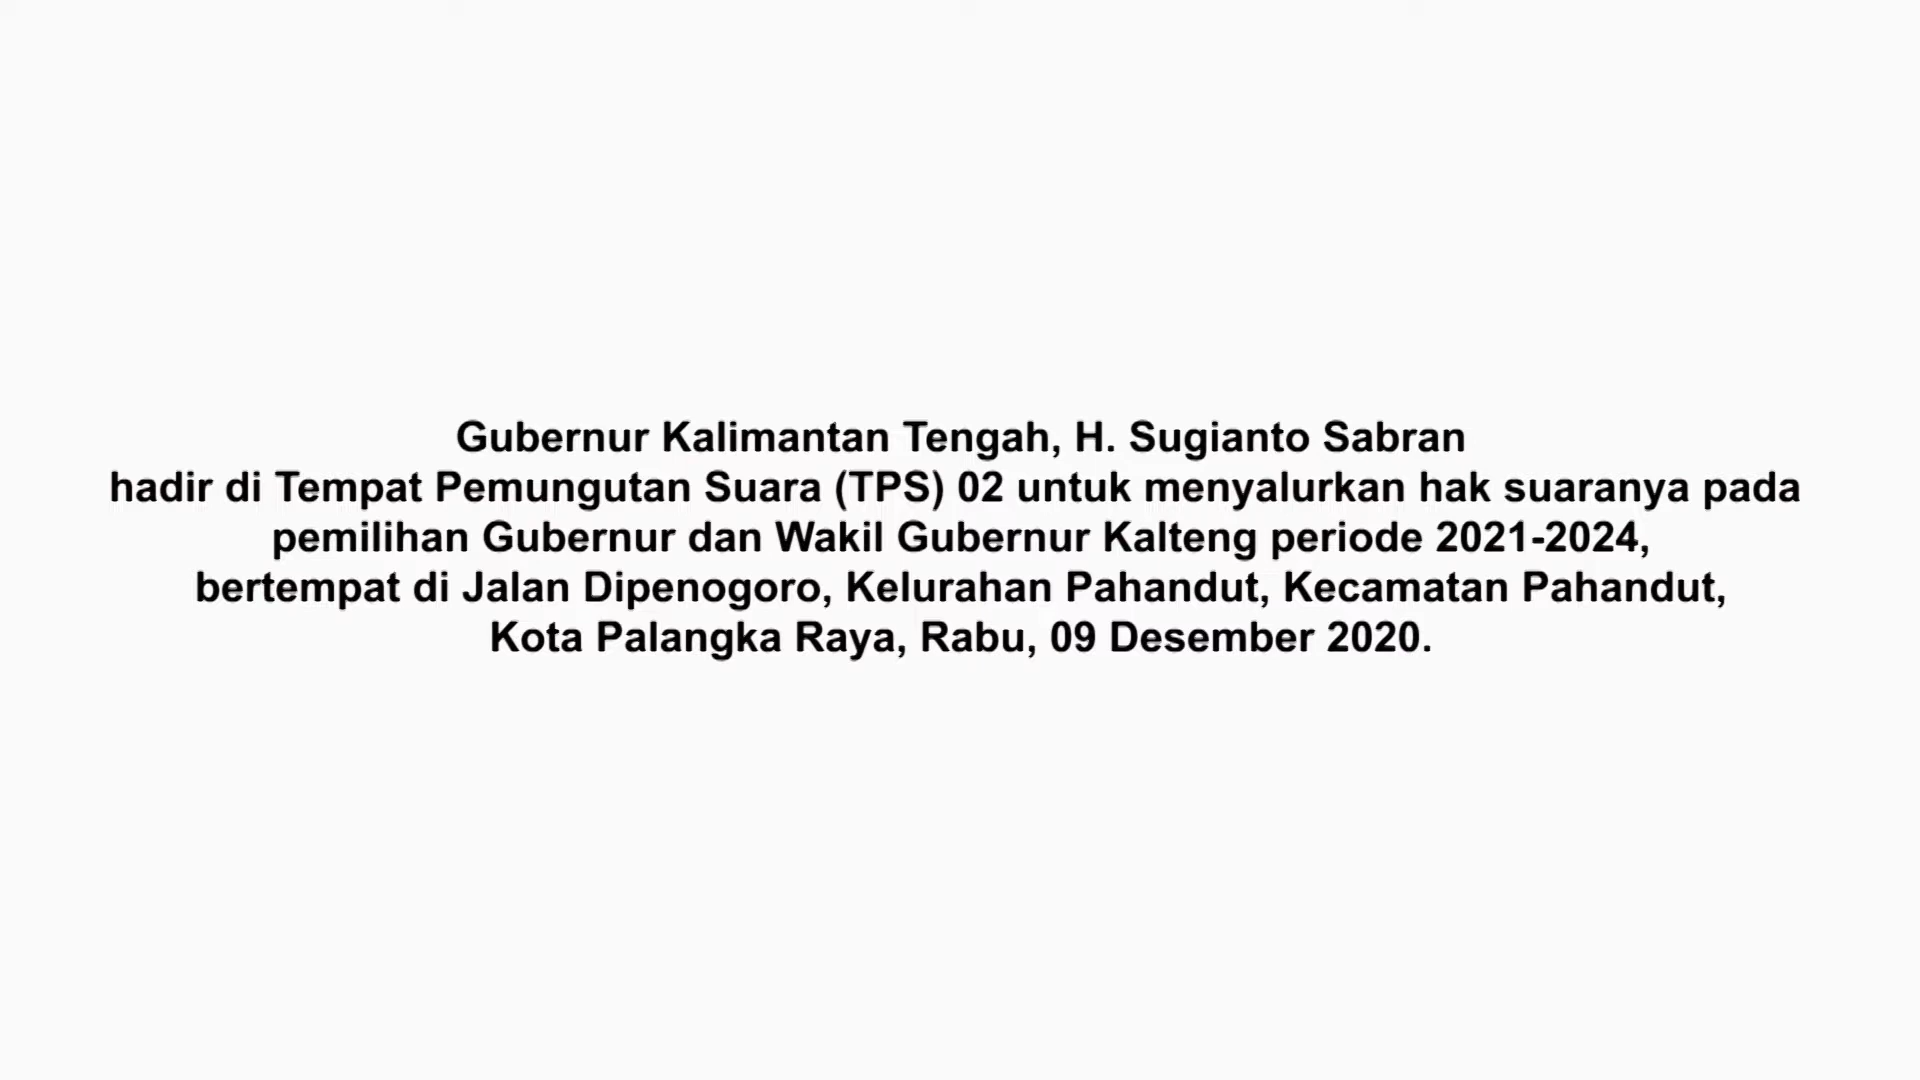 Gubernur Kalimantan Tengah, H. Sugianto Sabran
hadir di Tempat Pemungutan Suara (TPS) 02 untuk menyalurkan hak suaranya pada
pemilihan Gubernur dan Wakil Gubernur Kalteng periode 2021-2024,
bertempat di Jalan Dipenogoro, Kelurahan Pahandut, Kecamatan Pahandut,
Kota Palangka Raya, Rabu, 09 Desember 2020.